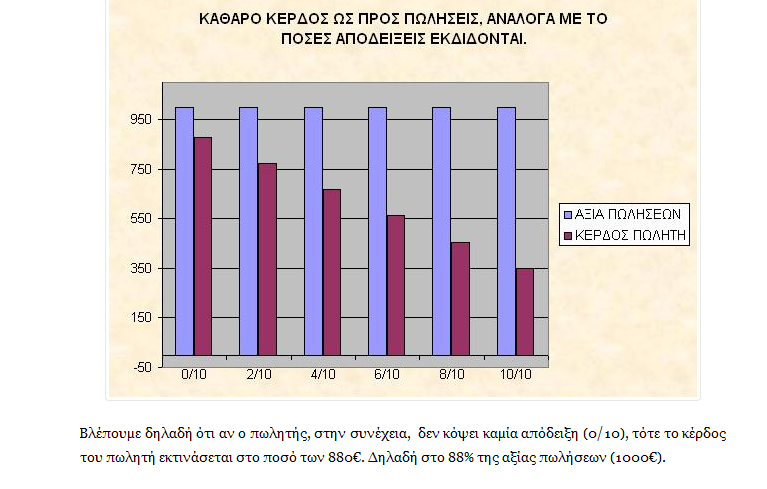 ΚΑΘΑΡΟ ΚΕΡΔΟΣ ΩΣ ΠΡΟΣ ΠΩΛΗΣΕΙΣ, ΑΝΑΛΟΓΑ ΜΕ ΤΟ
ΠΟΣΕΣ ΑΠΟΔΕΙΞΕΙΣ ΕΚΔΙΔΟΝΤΑΙ.
950
750
550
350
150
-50
0/10 2/10 4/10 6/10 8/10 10/10
ΑΞΙΑ ΠΩΛΗΣΕΩΝ
ΚΕΡΔΟΣ ΠΩΛΗΤΗ
Βλέπουμε δηλαδή ότι αν ο πωλητής, στην συνέχεια, δεν κόψει καμία απόδειξη (0/10), τότε το κέρδος
του πωλητή εκτινάσεται στο ποσό των 880€. Δηλαδή στο 88% της αξίας πωλήσεων (1000€).